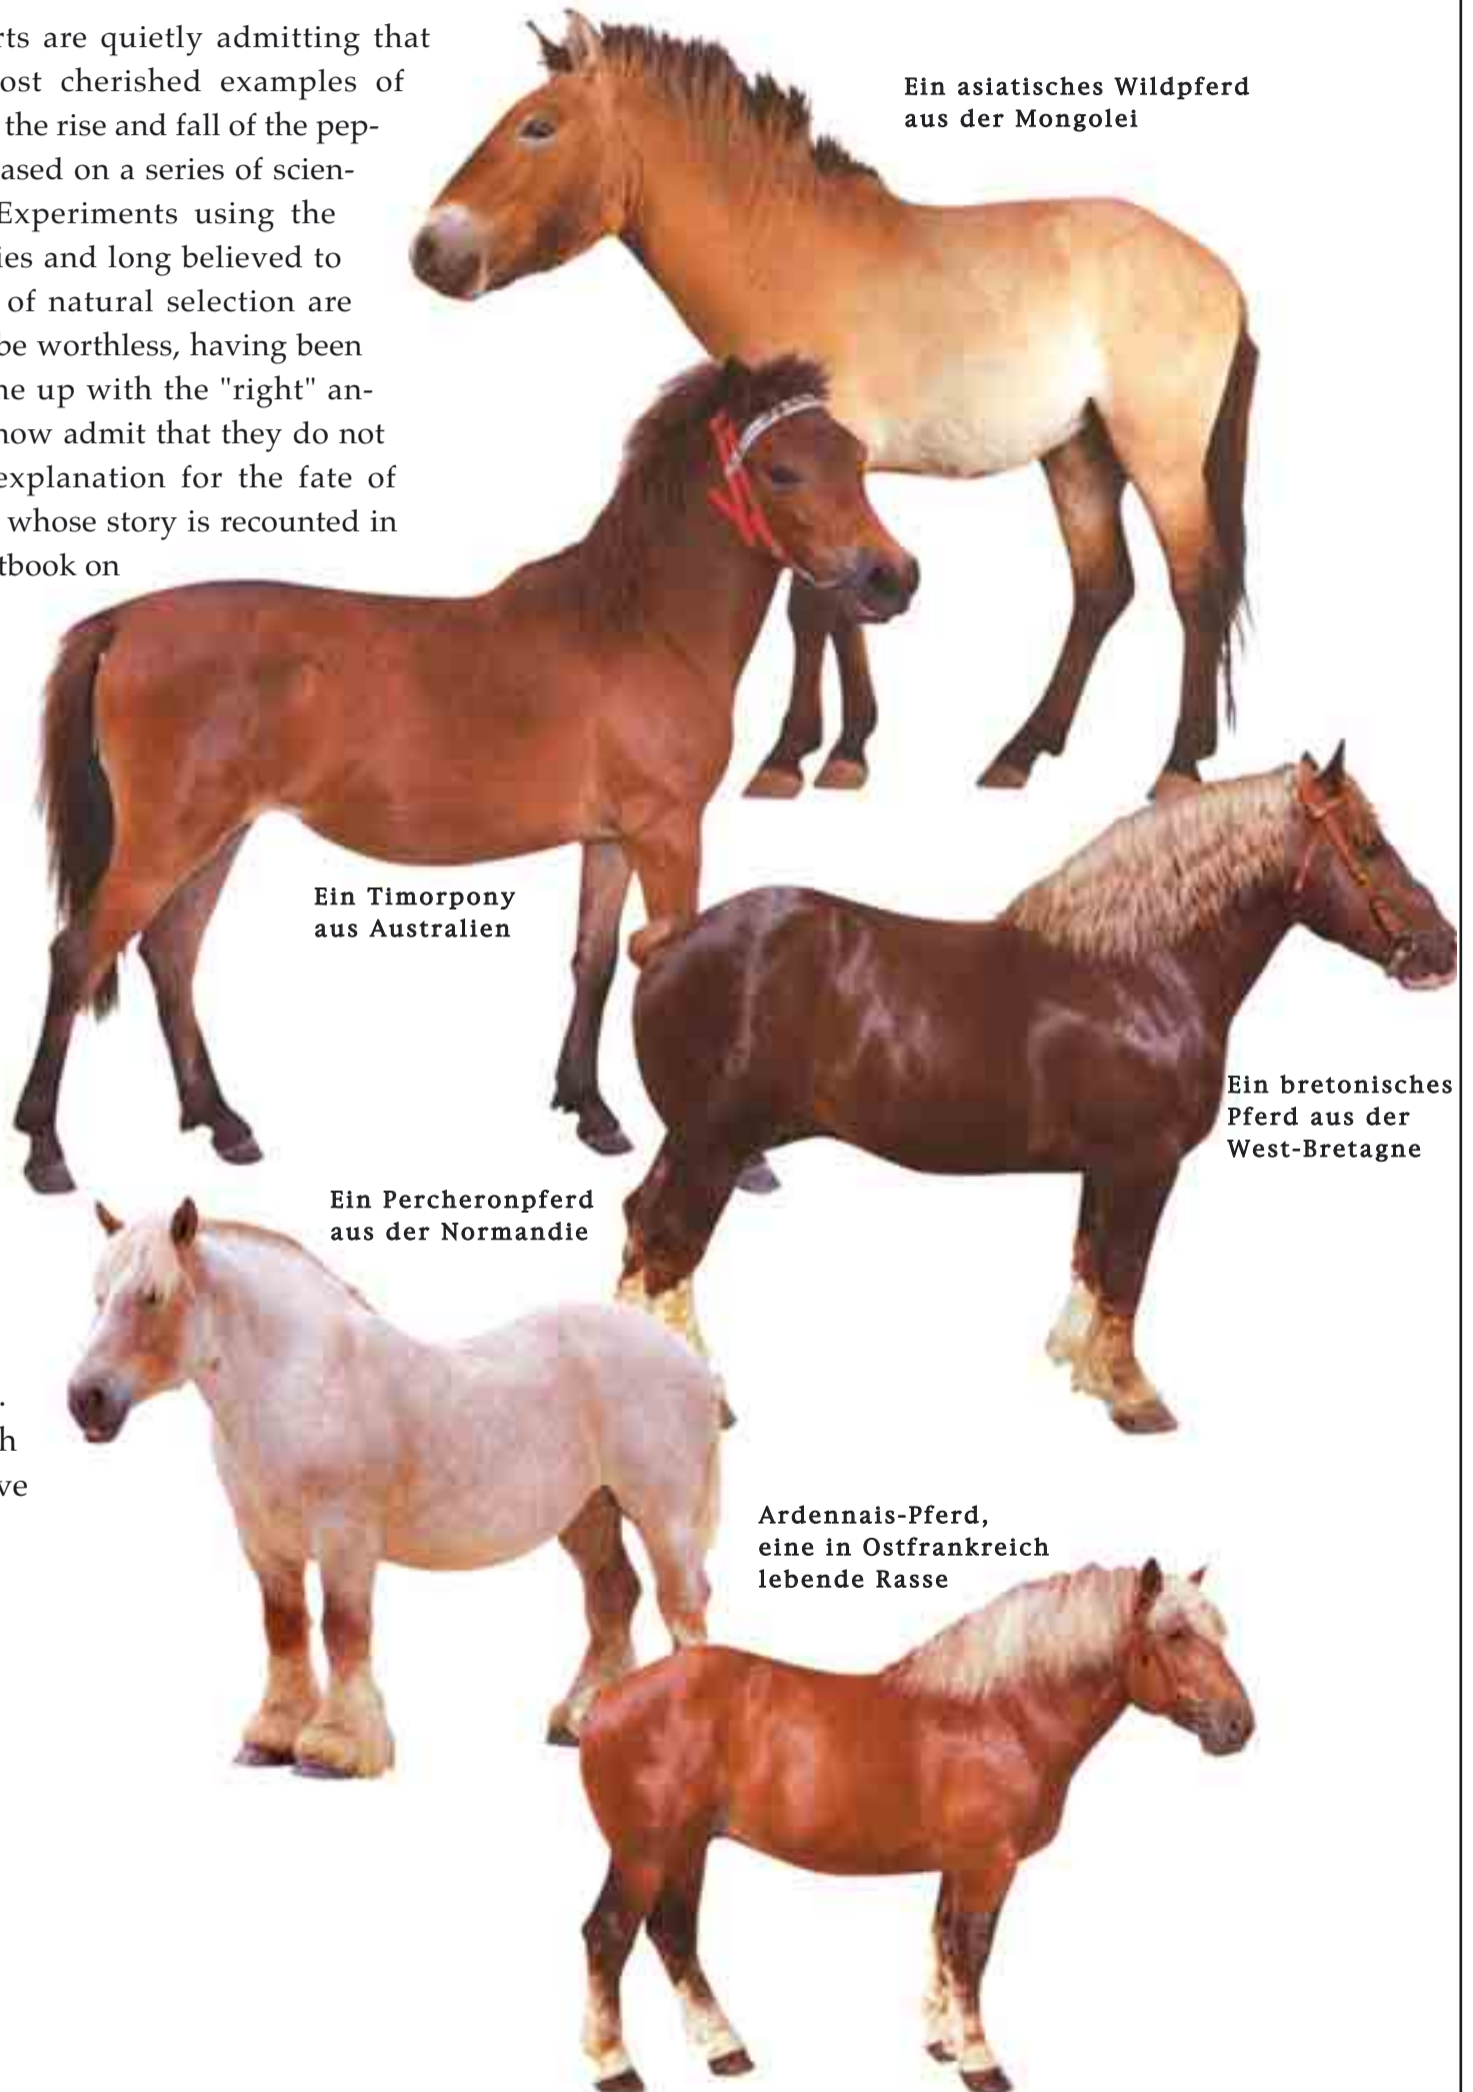 rts are quietly admitting that
ost cherished examples of
the rise and fall of the pep-
ased on a series of scien-
Experiments using the
ies and long believed to
of natural selection are
be worthless, having been
ne up with the "right" an-
now admit that they do not
explanation for the fate of
whose story is recounted in
tbook on
Ein asiatisches Wildpferd
aus der Mongolei
Ein Timorpony
aus Australien
Ein bretonisches
Pferd aus der
West-Bretagne
Ein Percheronpferd
aus der Normandie
.
h
ve
Ardennais-Pferd,
eine in Ostfrankreich
lebende Rasse